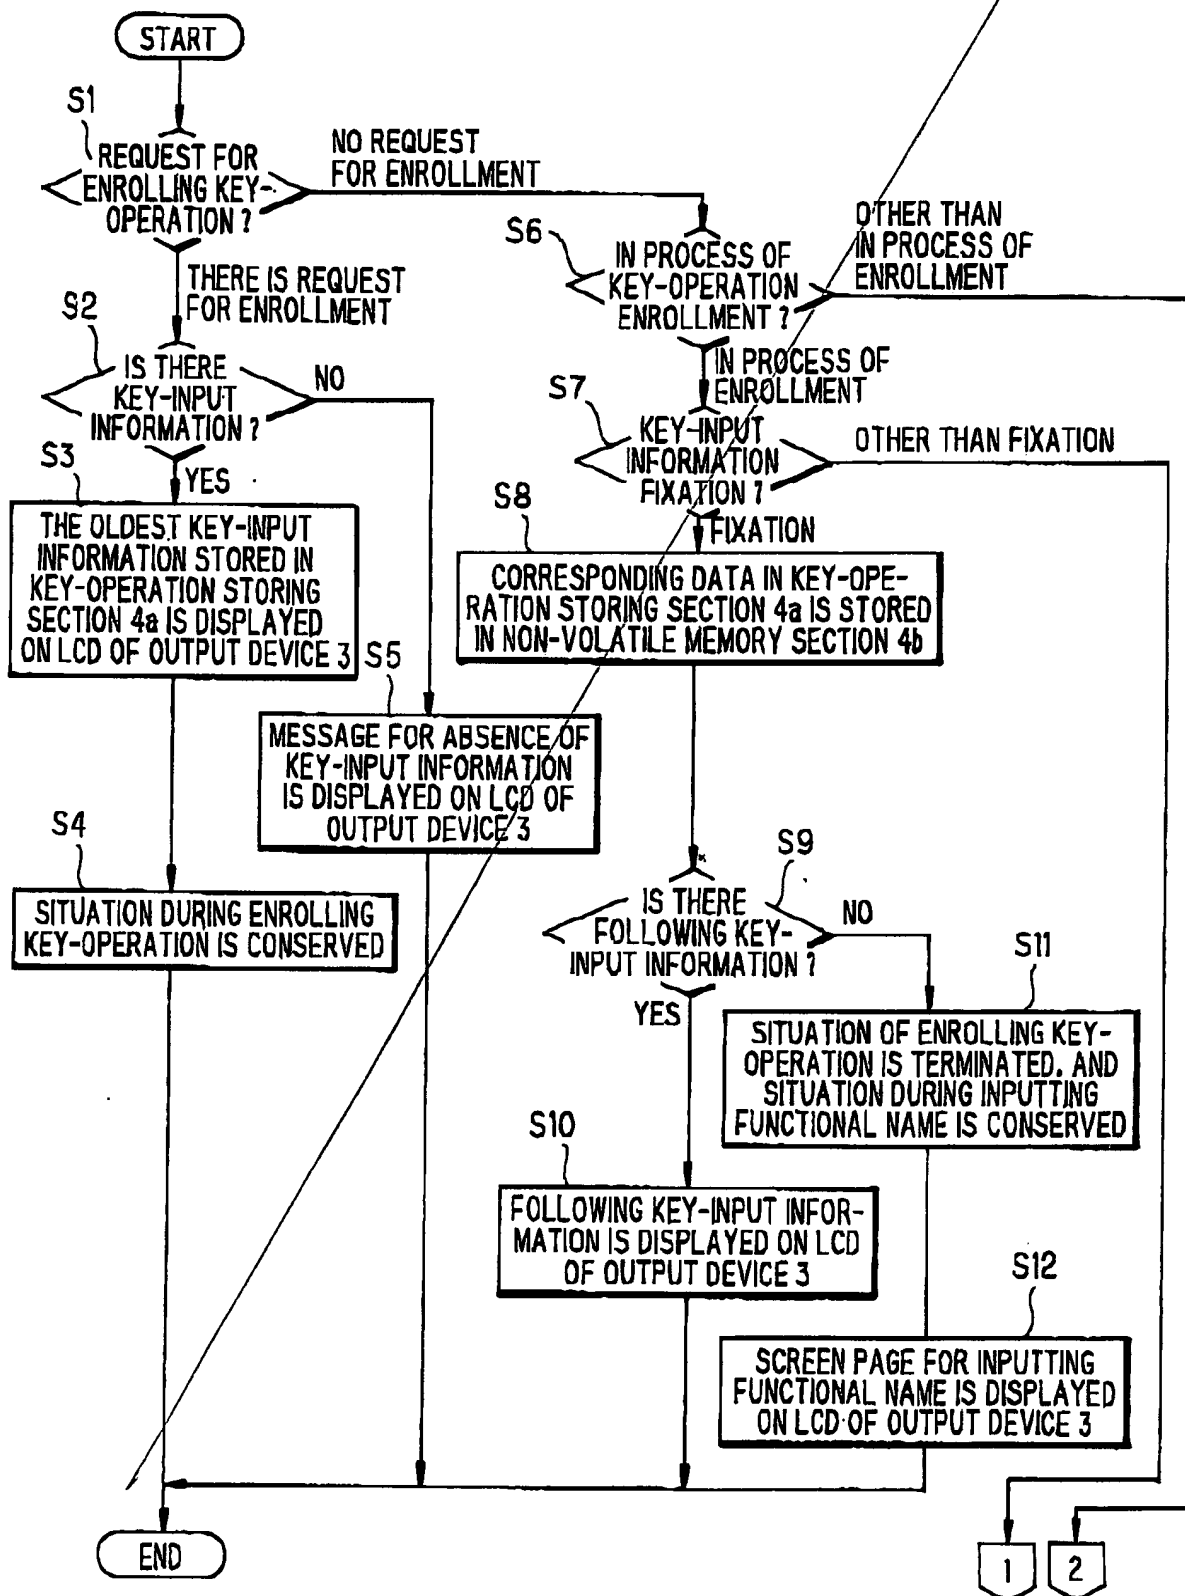 START
S1
REQUEST FOR
ENROLLING KEY-
OPERATION ?
NO REQUEST
FOR ENROLLMENT
THERE IS REQUEST
FOR ENROLLMENT
S2
IS THERE
KEY-INPUT
INFORMATION ?
NO
YES
S3
THE OLDEST KEY-INPUT
INFORMATION STORED IN
KEY-OPERATION STORING
SECTION 4a IS DISPLAYED
ON LCD OF OUTPUT DEVICE 3
S5
MESSAGE FOR ABSENCE OF
KEY-INPUT INFORMATION
IS DISPLAYED ON LCD OF
OUTPUT DEVICE 3
S4
SITUATION DURING ENROLLING
KEY-OPERATION IS CONSERVED
S6
IN PROCESS OF
KEY-OPERATION
ENROLLMENT ?
OTHER THAN
IN PROCESS OF
ENROLLMENT
IN PROCESS OF
ENROLLMENT
S7
KEY-INPUT
INFORMATION
FIXATION ?
OTHER THAN FIXATION
FIXATION
S8
CORRESPONDING DATA IN KEY-OPE-
RATION STORING SECTION 4a IS STORED
IN NON-VOLATILE MEMORY SECTION 4b
S9
IS THERE
FOLLOWING KEY-
INPUT INFORMATION ?
NO
YES
S11
SITUATION OF ENROLLING KEY-
OPERATION IS TERMINATED. AND
SITUATION DURING INPUTTING
FUNCTIONAL NAME IS CONSERVED
S10
FOLLOWING KEY-INPUT INFOR-
MATION IS DISPLAYED ON LCD
OF OUTPUT DEVICE 3
S12
SCREEN PAGE FOR INPUTTING
FUNCTIONAL NAME IS DISPLAYED
ON LCD OF OUTPUT DEVICE 3
END
1
2